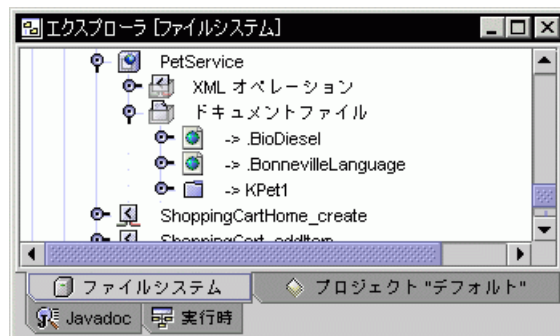 エクスプローラ [ファイルシステム]
PetService
XML オペレーション
ドキュメントファイル
-> .BioDiesel
-> .BonnevilleLanguage
-> KPet1
ShoppingCartHome_create
ShoppingCart_addItem
ファイルシステム
プロジェクト "デフォルト"
Javadoc
実行時